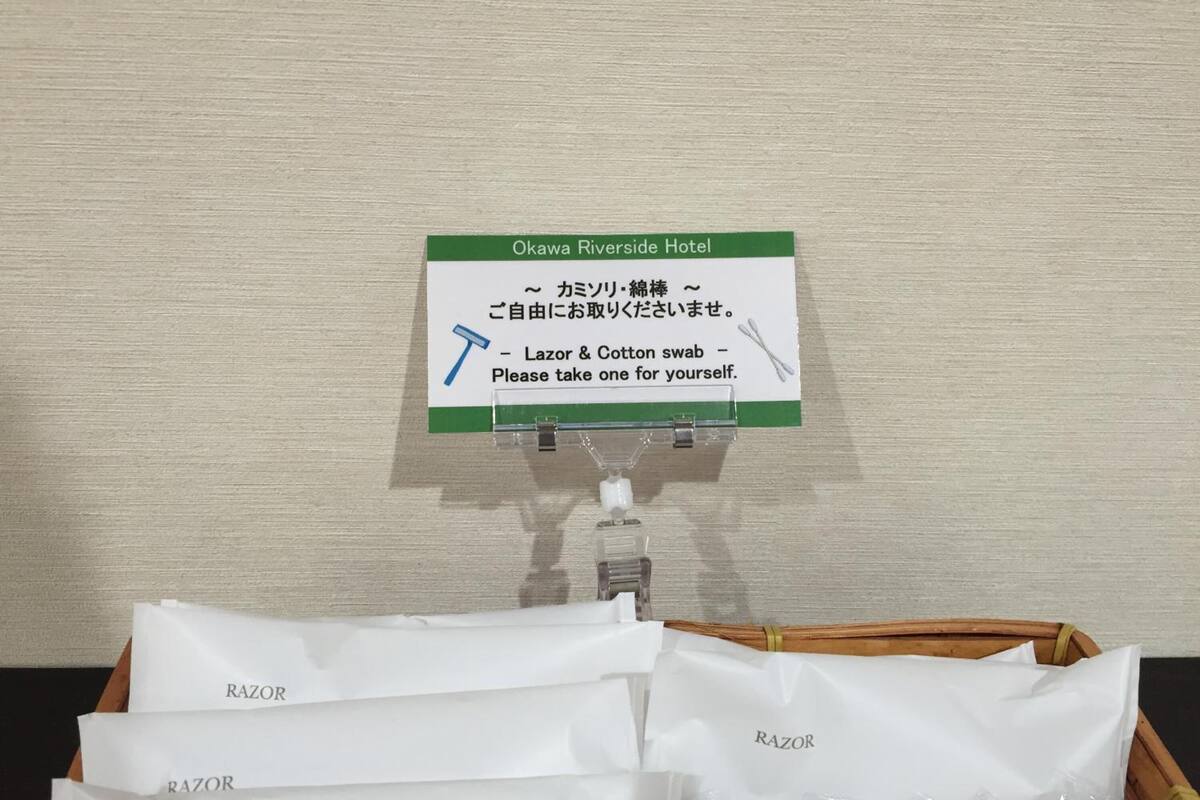 Okawa Riverside Hotel
～ カミソリ・綿棒 ～
ご自由にお取りくださいませ。
- Lazor & Cotton swab -
Please take one for yourself.
RAZOR
RAZOR
RAZOR